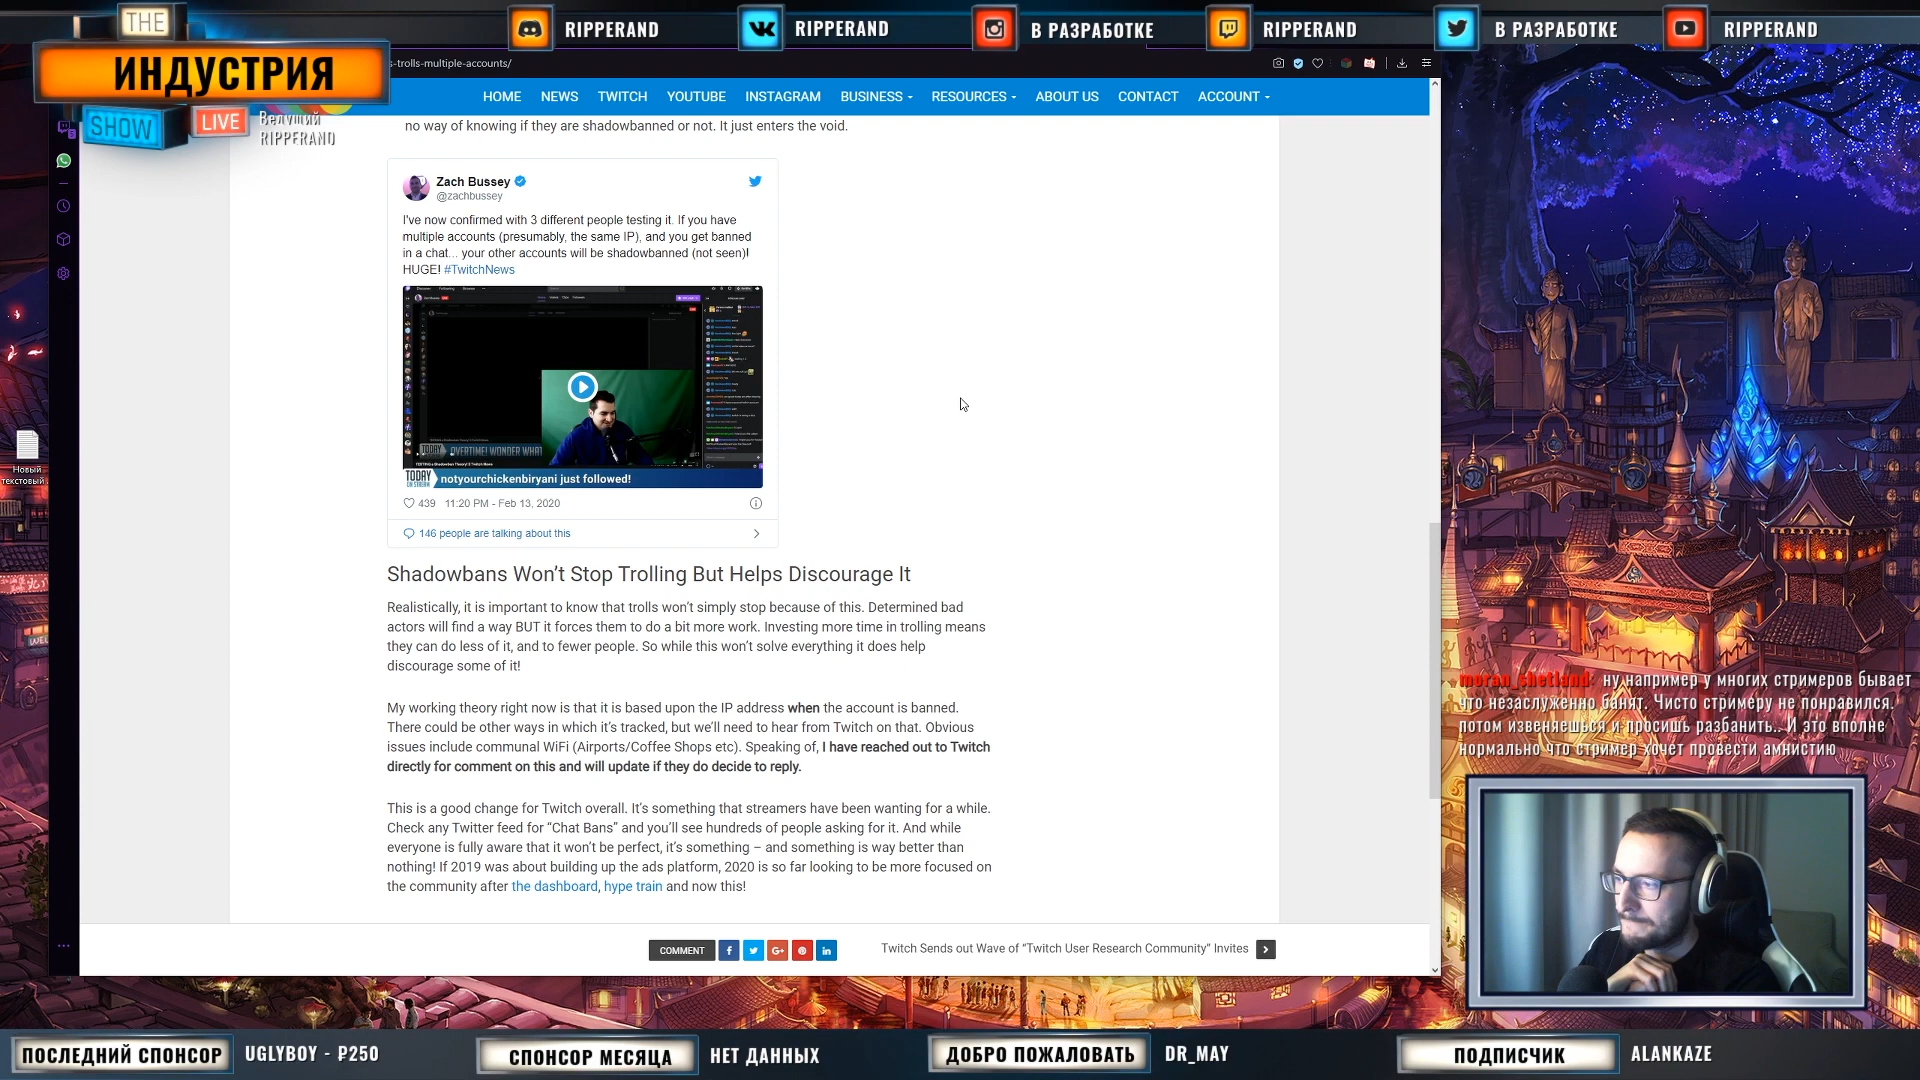 THE
ИНДУСТРИЯ
SHOW
LIVE
Ведущий
RIPPERAND
RIPPERAND
RIPPERAND
В РАЗРАБОТКЕ
RIPPERAND
В РАЗРАБОТКЕ
RIPPERAND
s-trolls-multiple-accounts/
HOME NEWS TWITCH YOUTUBE INSTAGRAM BUSINESS RESOURCES ABOUT US CONTACT ACCOUNT
no way of knowing if they are shadowbanned or not. It just enters the void.
Zach Bussey
@zachbussey
I've now confirmed with 3 different people testing it. If you have
multiple accounts (presumably, the same IP), and you get banned
in a chat... your other accounts will be shadowbanned (not seen)!
HUGE! #TwitchNews
OVERTIME! WONDER WHAT
TODAY
ON STREAM
notyourchickenbiryani just followed!
439 11:20 PM - Feb 13, 2020
146 people are talking about this
Shadowbans Won’t Stop Trolling But Helps Discourage It
Realistically, it is important to know that trolls won’t simply stop because of this. Determined bad
actors will find a way BUT it forces them to do a bit more work. Investing more time in trolling means
they can do less of it, and to fewer people. So while this won’t solve everything it does help
discourage some of it!
My working theory right now is that it is based upon the IP address when the account is banned.
There could be other ways in which it’s tracked, but we’ll need to hear from Twitch on that. Obvious
issues include communal WiFi (Airports/Coffee Shops etc). Speaking of, I have reached out to Twitch
directly for comment on this and will update if they do decide to reply.
This is a good change for Twitch overall. It’s something that streamers have been wanting for a while.
Check any Twitter feed for “Chat Bans” and you’ll see hundreds of people asking for it. And while
everyone is fully aware that it won’t be perfect, it’s something – and something is way better than
nothing! If 2019 was about building up the ads platform, 2020 is so far looking to be more focused on
the community after the dashboard, hype train and now this!
COMMENT
Twitch Sends out Wave of “Twitch User Research Community” Invites
Новый
текстовый
moran_shetland: ну например у многих стримеров бывает
что незаслуженно банят. Чисто стримеру не понравился.
потом извеняешься и просишь разбанить.. И это вполне
нормально что стример хочет провести амнистию
ПОСЛЕДНИЙ СПОНСОР
UGLYBOY - ₽250
СПОНСОР МЕСЯЦА
НЕТ ДАННЫХ
ДОБРО ПОЖАЛОВАТЬ
DR_MAY
ПОДПИСЧИК
ALANKAZE